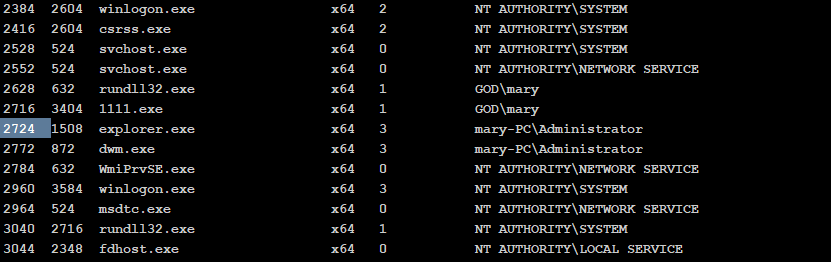 2384 2604 winlogon.exe x64 2 NT AUTHORITY\SYSTEM
2416 2604 csrss.exe x64 2 NT AUTHORITY\SYSTEM
2528 524 svchost.exe x64 0 NT AUTHORITY\SYSTEM
2552 524 svchost.exe x64 0 NT AUTHORITY\NETWORK SERVICE
2628 632 rundll32.exe x64 1 GOD\mary
2716 3404 1111.exe x64 1 GOD\mary
2724 1508 explorer.exe x64 3 mary-PC\Administrator
2772 872 dwm.exe x64 3 mary-PC\Administrator
2784 632 WmiPrvSE.exe x64 0 NT AUTHORITY\NETWORK SERVICE
2960 3584 winlogon.exe x64 3 NT AUTHORITY\SYSTEM
2964 524 msdtc.exe x64 0 NT AUTHORITY\NETWORK SERVICE
3040 2716 rundll32.exe x64 1 NT AUTHORITY\SYSTEM
3044 2348 fdhost.exe x64 0 NT AUTHORITY\LOCAL SERVICE